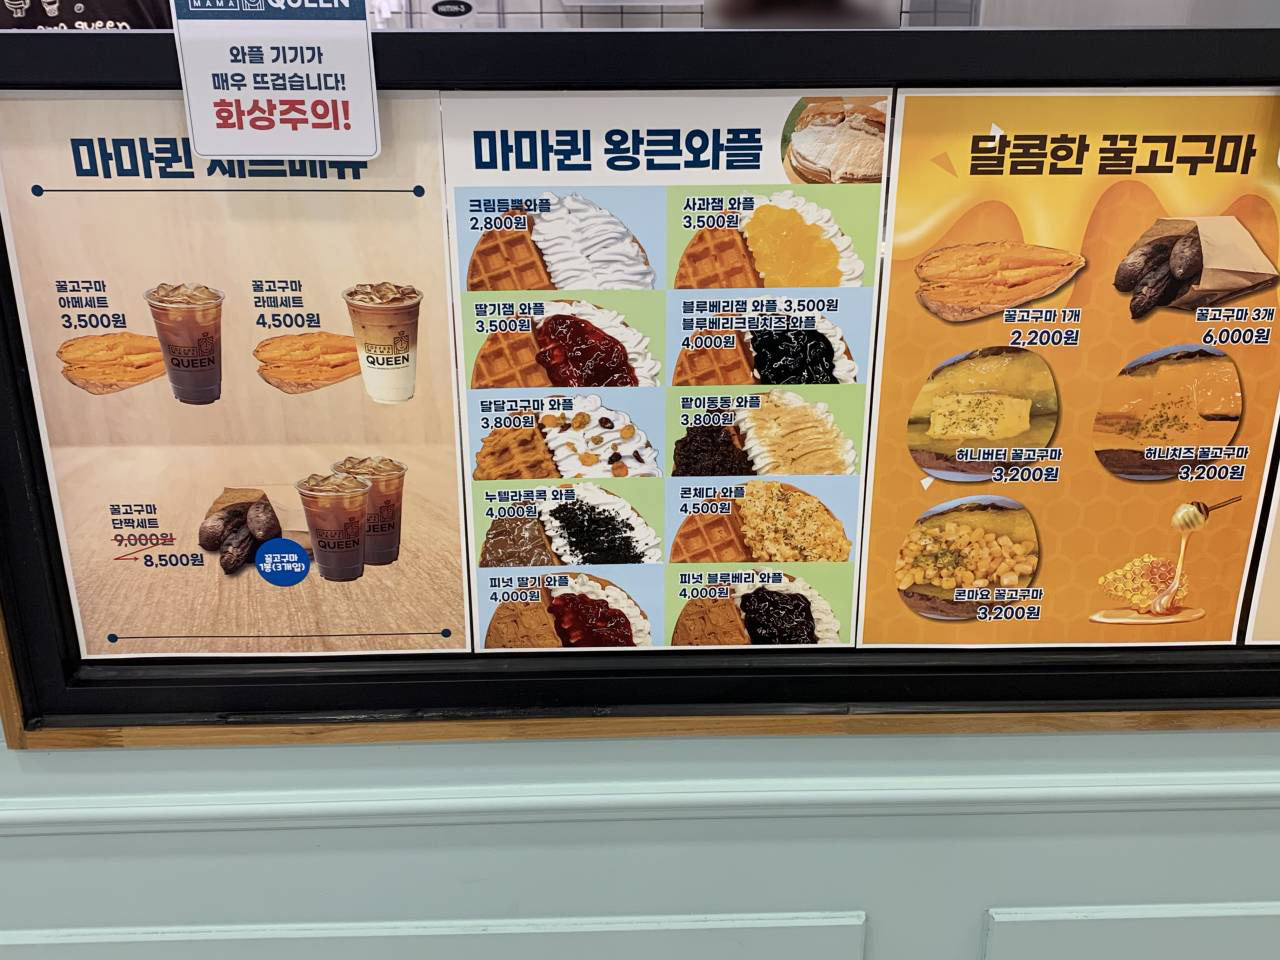 MAMA QUEEN
와플 기기가
매우 뜨겁습니다!
화상주의!
마마퀸 세트메뉴
꿀고구마
아메세트
3,500원
꿀고구마
라떼세트
4,500원
QUEEN
QUEEN
꿀고구마
단짝세트
9,000원
8,500원
꿀고구마
1봉(3개입)
QUEEN
QUEEN
마마퀸 왕큰와플
크림듬뿍와플
2,800원
사과잼 와플
3,500원
딸기잼 와플
3,500원
블루베리잼 와플 3,500원
블루베리크림치즈 와플
4,000원
달달고구마 와플
3,800원
팥이동동 와플
3,800원
누텔라콕콕 와플
4,000원
콘체다 와플
4,500원
피넛 딸기 와플
4,000원
피넛 블루베리 와플
4,000원
달콤한 꿀고구마
꿀고구마 1개
2,200원
꿀고구마 3개
6,000원
허니버터 꿀고구마
3,200원
허니치즈 꿀고구마
3,200원
콘마요 꿀고구마
3,200원